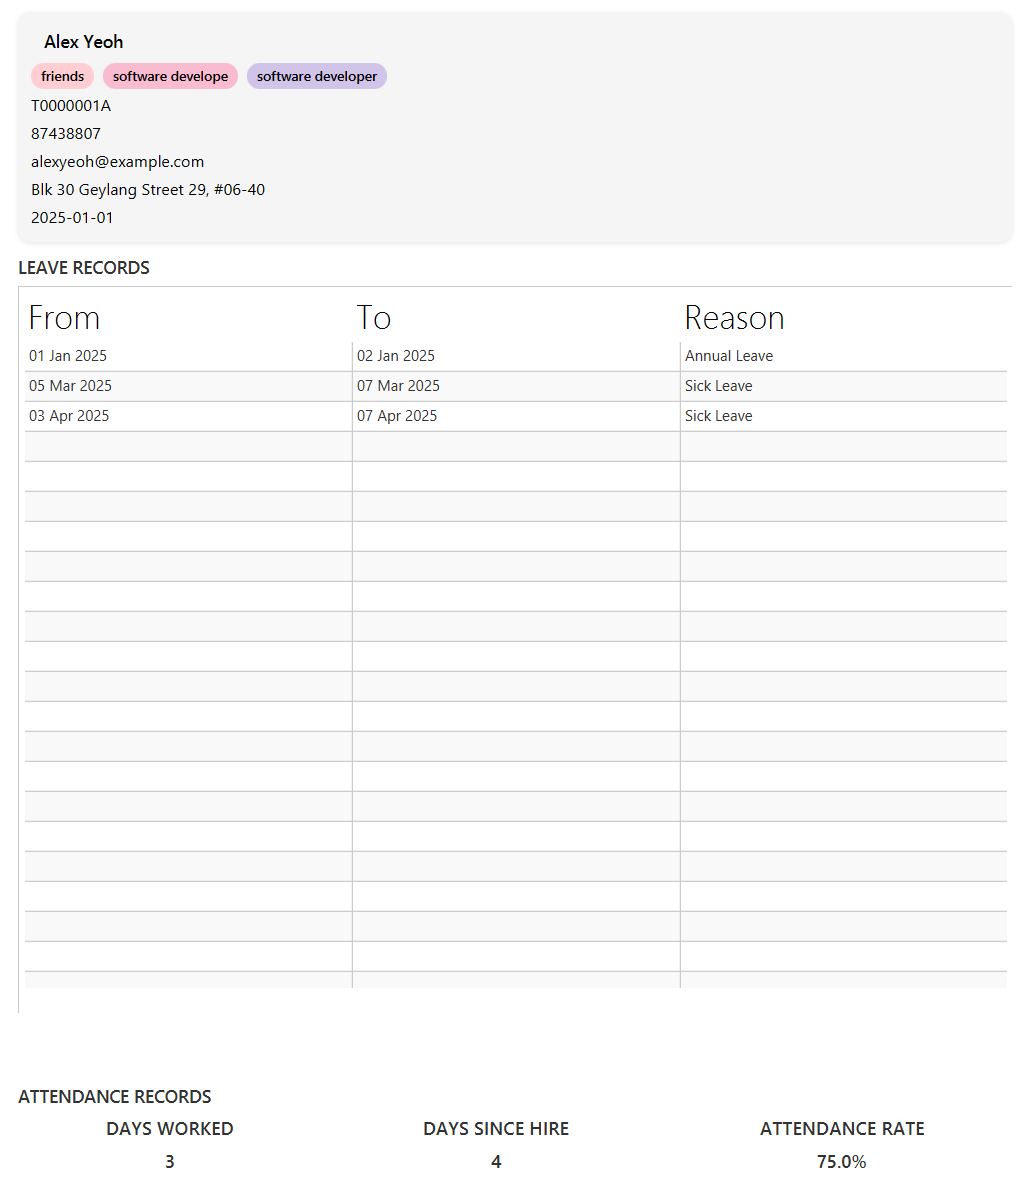 Alex Yeoh
friends software develope software developer
T0000001A
87438807
alexyeoh@example.com
Blk 30 Geylang Street 29, #06-40
2025-01-01
LEAVE RECORDS
From To Reason
01 Jan 2025 02 Jan 2025 Annual Leave
05 Mar 2025 07 Mar 2025 Sick Leave
03 Apr 2025 07 Apr 2025 Sick Leave
ATTENDANCE RECORDS
DAYS WORKED DAYS SINCE HIRE ATTENDANCE RATE
3 4 75.0%